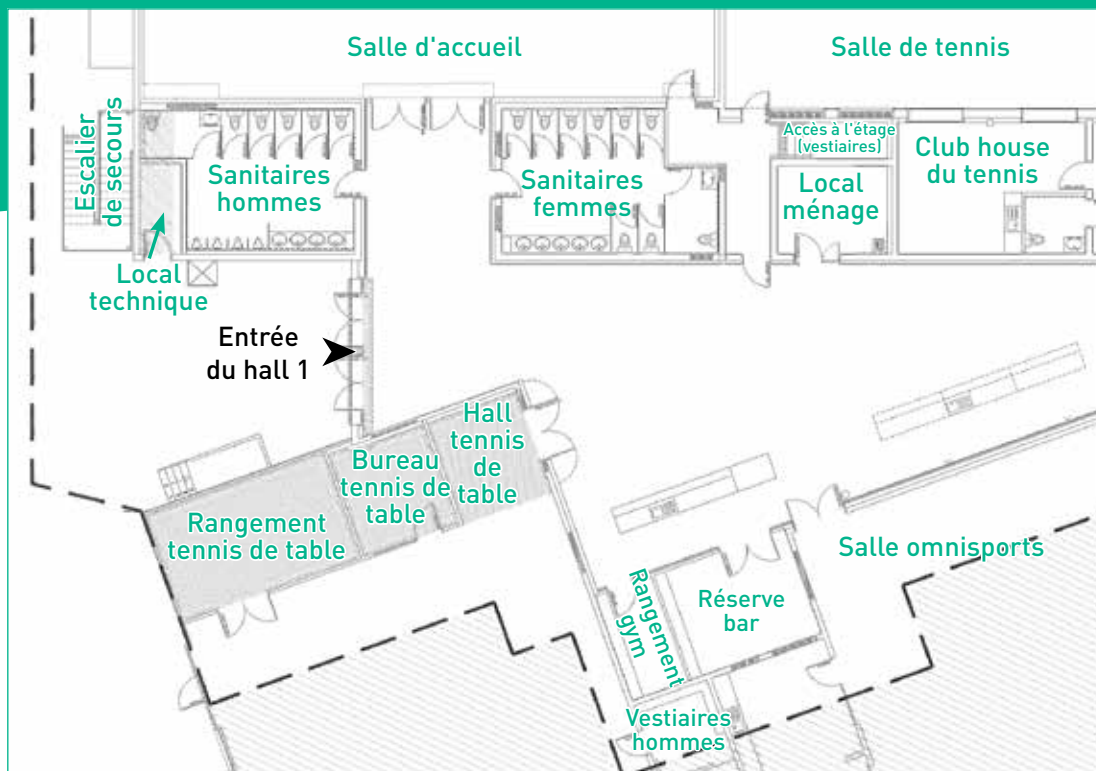 Salle d'accueil
Salle de tennis
Escalier
de secours
Accès à l'étage
(vestiaires)
Club house
du tennis
Sanitaires
hommes
Sanitaires
femmes
Local
ménage
Local
technique
Entrée
du hall 1
Hall
tennis
de
table
Bureau
tennis de
table
Rangement
tennis de table
Salle omnisports
Rangement
gym
Réserve
bar
Vestiaires
hommes